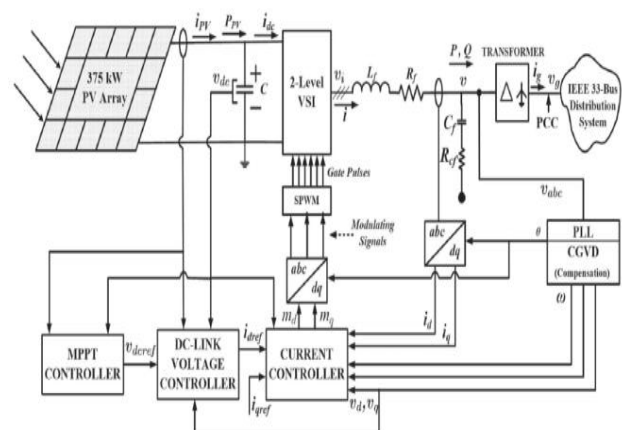 i_PV P_PV i_dc
375 kW
PV Array
v_dc
+
C
−
2-Level
VSI
v_i
i
L_f
R_f
P, Q
v
C_f
R_cf
TRANSFORMER
Δ
i_g
v_g
PCC
IEEE 33-Bus
Distribution
System
Gate Pulses
SPWM
Modulating
Signals
abc
dq
m_d
m_q
abc
dq
i_d
i_q
v_abc
θ
PLL
CGVD
(Compensation)
ω
MPPT
CONTROLLER
v_dcref
DC-LINK
VOLTAGE
CONTROLLER
i_dref
i_qref
CURRENT
CONTROLLER
v_d, v_q